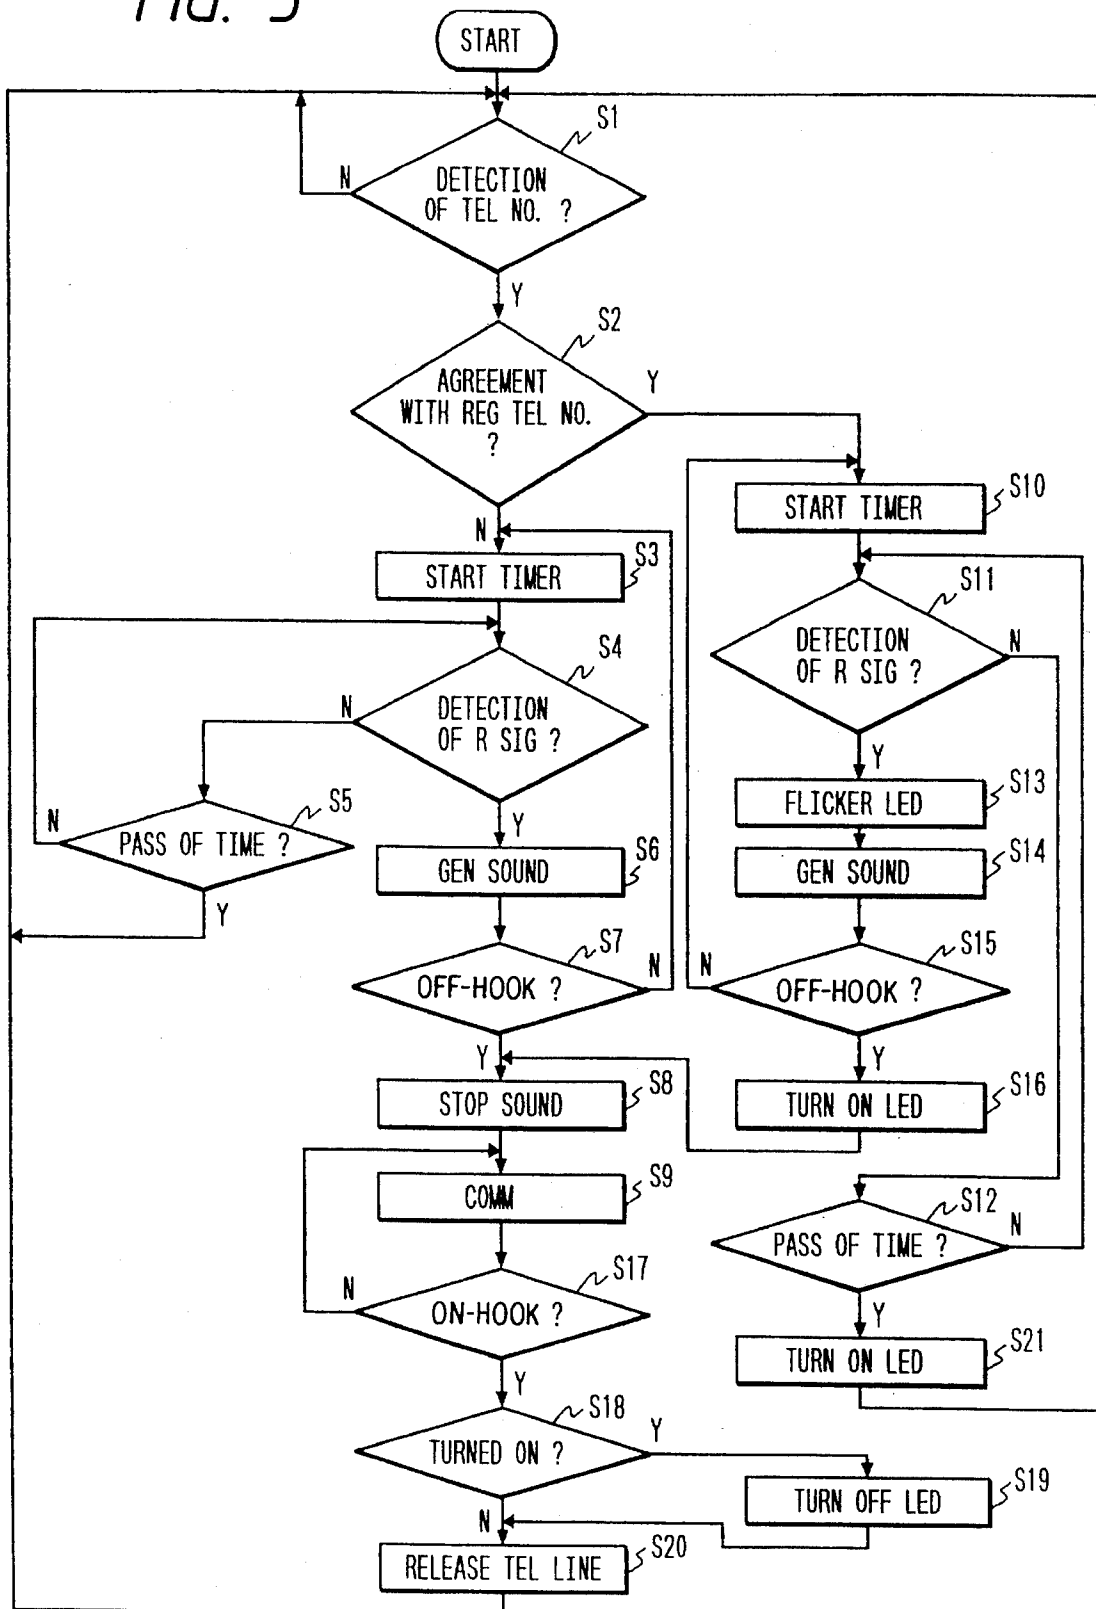 FIG. 5
START
S1
N
DETECTION
OF TEL NO. ?
Y
S2
AGREEMENT
WITH REG TEL NO.
?
Y
N
S10
START TIMER
S3
START TIMER
S11
DETECTION
OF R SIG ?
N
Y
S4
DETECTION
OF R SIG ?
N
Y
S5
PASS OF TIME ?
N
Y
S13
FLICKER LED
S6
GEN SOUND
S14
GEN SOUND
S7
OFF-HOOK ?
N
Y
S15
OFF-HOOK ?
N
Y
S8
STOP SOUND
S16
TURN ON LED
S9
COMM
S12
PASS OF TIME ?
N
Y
S17
ON-HOOK ?
N
Y
S21
TURN ON LED
S18
TURNED ON ?
Y
N
S19
TURN OFF LED
S20
RELEASE TEL LINE